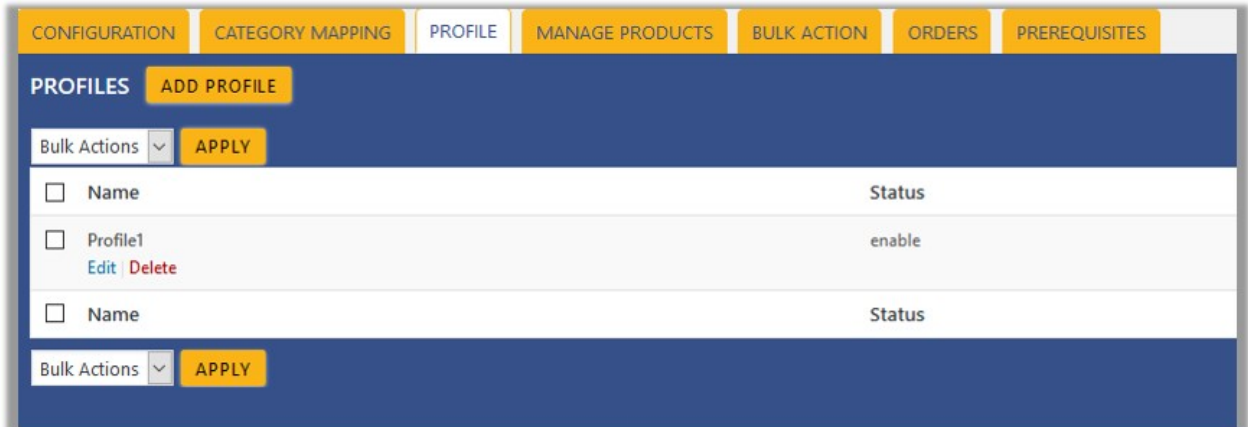 CONFIGURATION CATEGORY MAPPING PROFILE MANAGE PRODUCTS BULK ACTION ORDERS PREREQUISITES
PROFILES ADD PROFILE
Bulk Actions APPLY
Name Status
Profile1 enable
Edit | Delete
Name Status
Bulk Actions APPLY